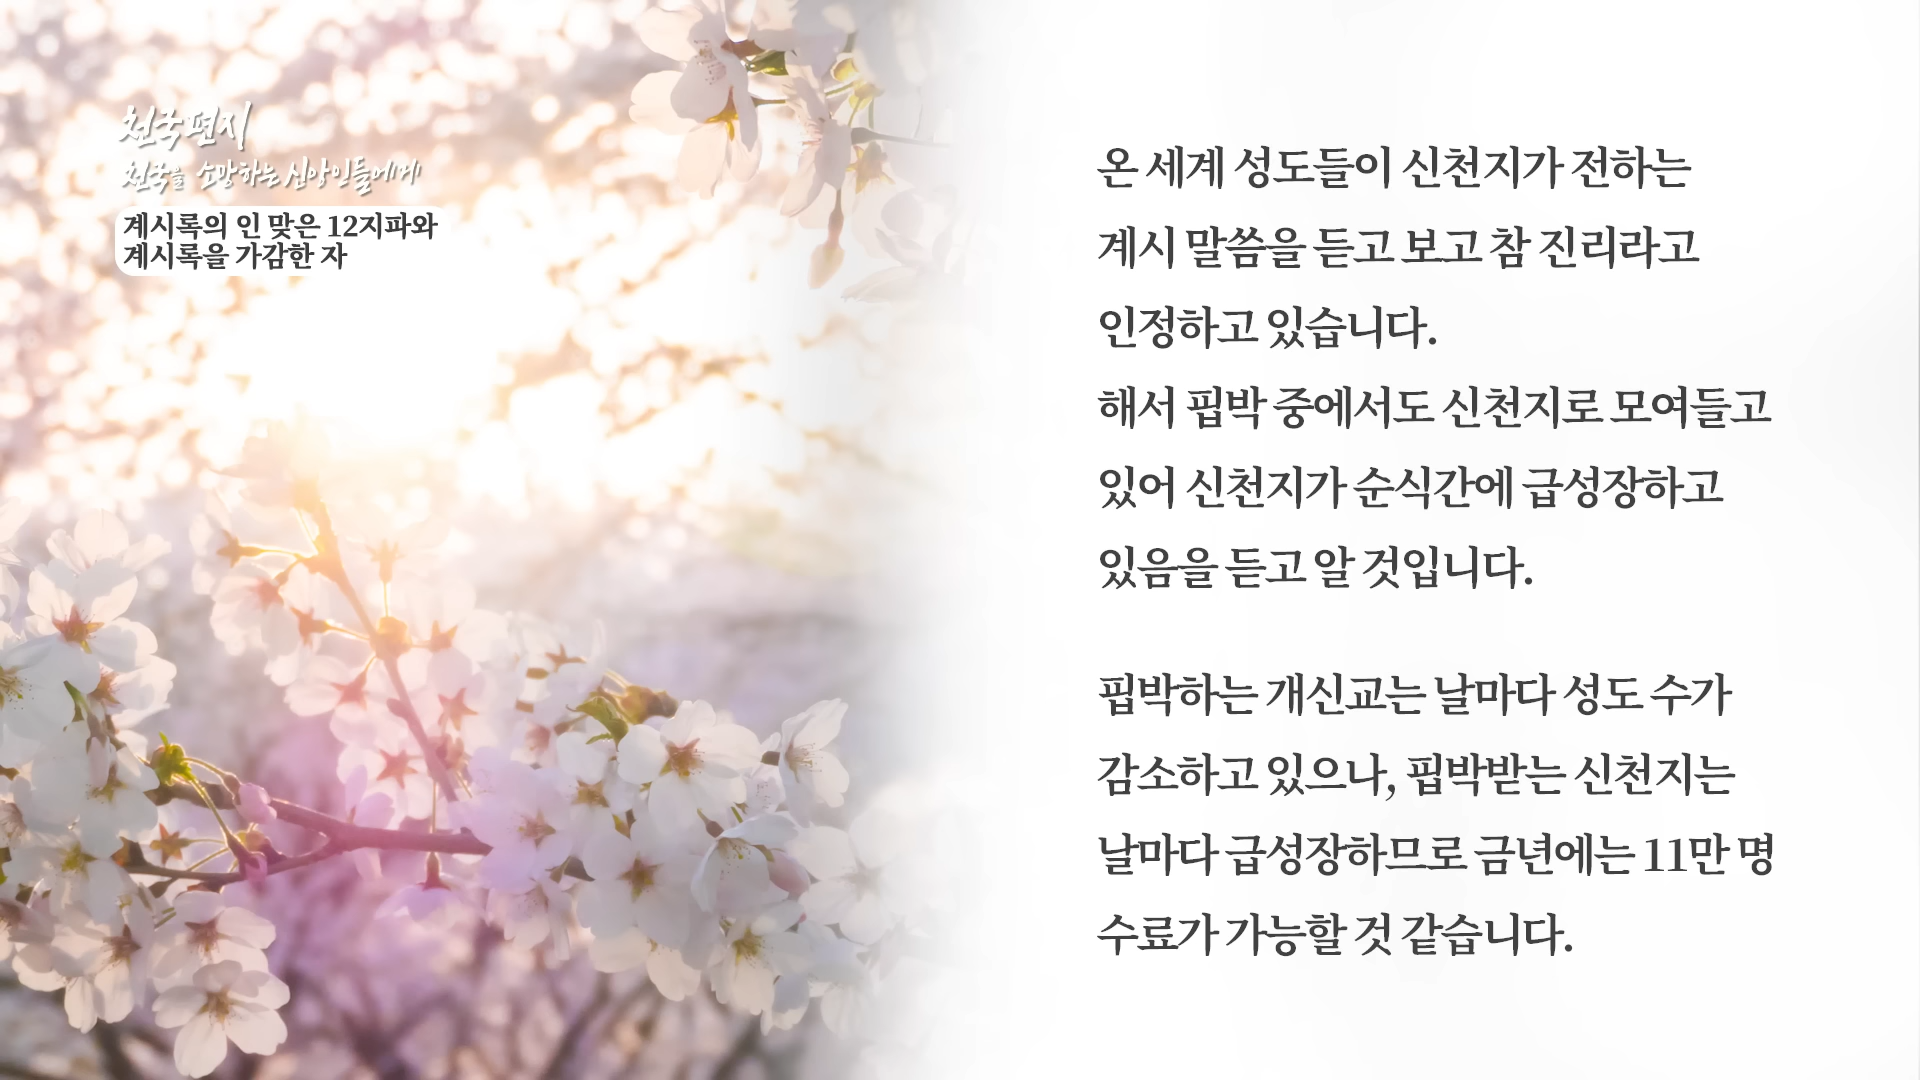 천국편지
천국을 소망하는 신앙인들에게
계시록의 인 맞은 12지파와
계시록을 가감한 자
온 세계 성도들이 신천지가 전하는
계시 말씀을 듣고 보고 참 진리라고
인정하고 있습니다.
해서 핍박 중에서도 신천지로 모여들고
있어 신천지가 순식간에 급성장하고
있음을 듣고 알 것입니다.
핍박하는 개신교는 날마다 성도 수가
감소하고 있으나, 핍박받는 신천지는
날마다 급성장하므로 금년에는 11만 명
수료가 가능할 것 같습니다.